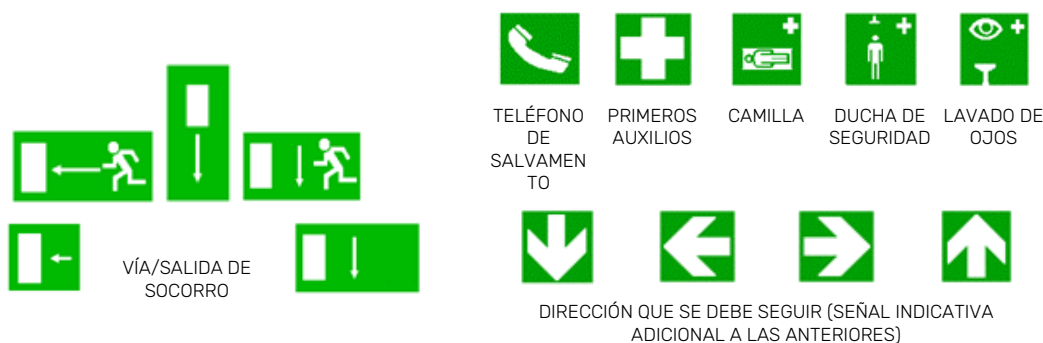 TELÉFONO
DE
SALVAMEN
TO
PRIMEROS
AUXILIOS
CAMILLA
DUCHA DE
SEGURIDAD
LAVADO DE
OJOS
VÍA/SALIDA DE
SOCORRO
DIRECCIÓN QUE SE DEBE SEGUIR (SEÑAL INDICATIVA
ADICIONAL A LAS ANTERIORES)